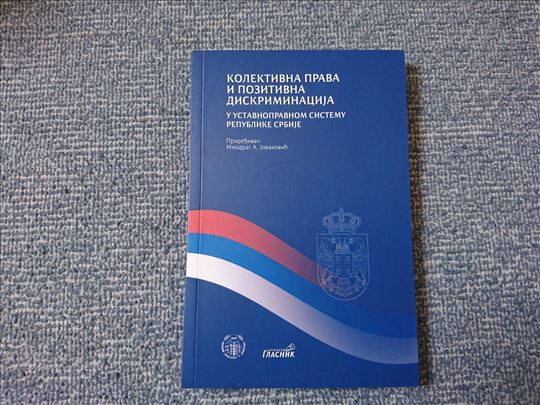 КОЛЕКТИВНА ПРАВА
И ПОЗИТИВНА
ДИСКРИМИНАЦИЈА
У УСТАВНОПРАВНОМ СИСТЕМУ
РЕПУБЛИКЕ СРБИЈЕ
Приређивач
Миодраг А. Јовановић
ГЛАСНИК